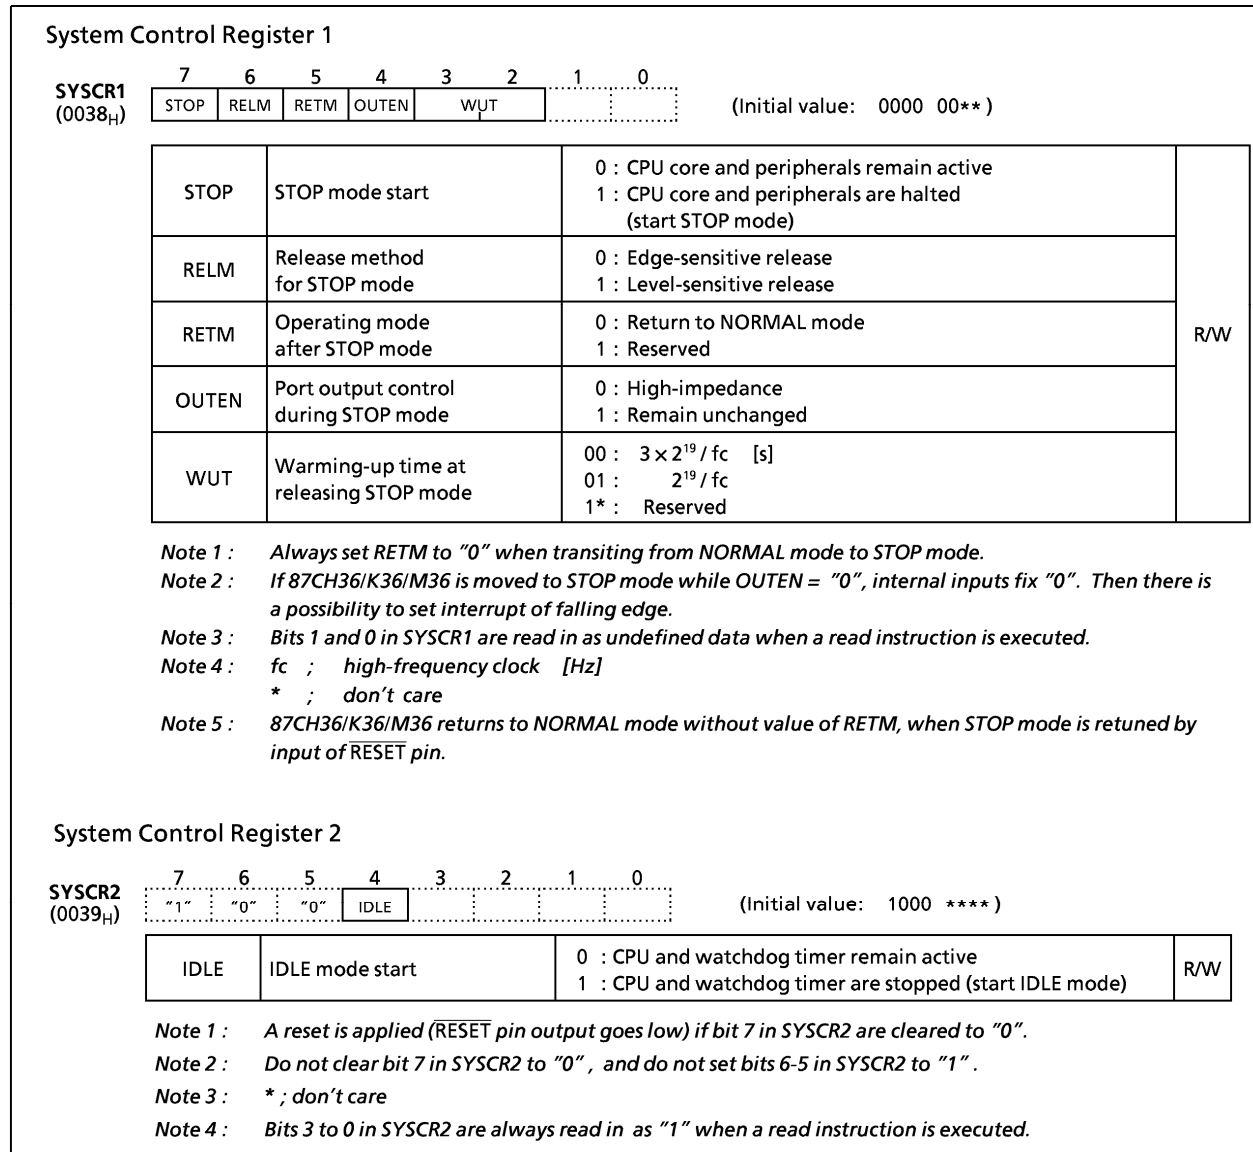 System Control Register 1
7 6 5 4 3 2 1 0
SYSCR1 (0038H) STOP RELM RETM OUTEN WUT (Initial value: 0000 00**)
STOP STOP mode start 0 : CPU core and peripherals remain active
1 : CPU core and peripherals are halted
(start STOP mode)
RELM Release method for STOP mode 0 : Edge-sensitive release
1 : Level-sensitive release
RETM Operating mode after STOP mode 0 : Return to NORMAL mode
1 : Reserved
R/W
OUTEN Port output control during STOP mode 0 : High-impedance
1 : Remain unchanged
WUT Warming-up time at releasing STOP mode 00 : 3 × 2¹⁹ / fc [s]
01 : 2¹⁹ / fc
1* : Reserved
Note 1 : Always set RETM to "0" when transiting from NORMAL mode to STOP mode.
Note 2 : If 87CH36/K36/M36 is moved to STOP mode while OUTEN = "0", internal inputs fix "0". Then there is
a possibility to set interrupt of falling edge.
Note 3 : Bits 1 and 0 in SYSCR1 are read in as undefined data when a read instruction is executed.
Note 4 : fc ; high-frequency clock [Hz]
* ; don't care
Note 5 : 87CH36/K36/M36 returns to NORMAL mode without value of RETM, when STOP mode is retuned by
input of RESET pin.
System Control Register 2
7 6 5 4 3 2 1 0
SYSCR2 (0039H) "1" "0" "0" IDLE (Initial value: 1000 ****)
IDLE IDLE mode start 0 : CPU and watchdog timer remain active
1 : CPU and watchdog timer are stopped (start IDLE mode)
R/W
Note 1 : A reset is applied (RESET pin output goes low) if bit 7 in SYSCR2 are cleared to "0".
Note 2 : Do not clear bit 7 in SYSCR2 to "0" , and do not set bits 6-5 in SYSCR2 to "1" .
Note 3 : * ; don't care
Note 4 : Bits 3 to 0 in SYSCR2 are always read in as "1" when a read instruction is executed.